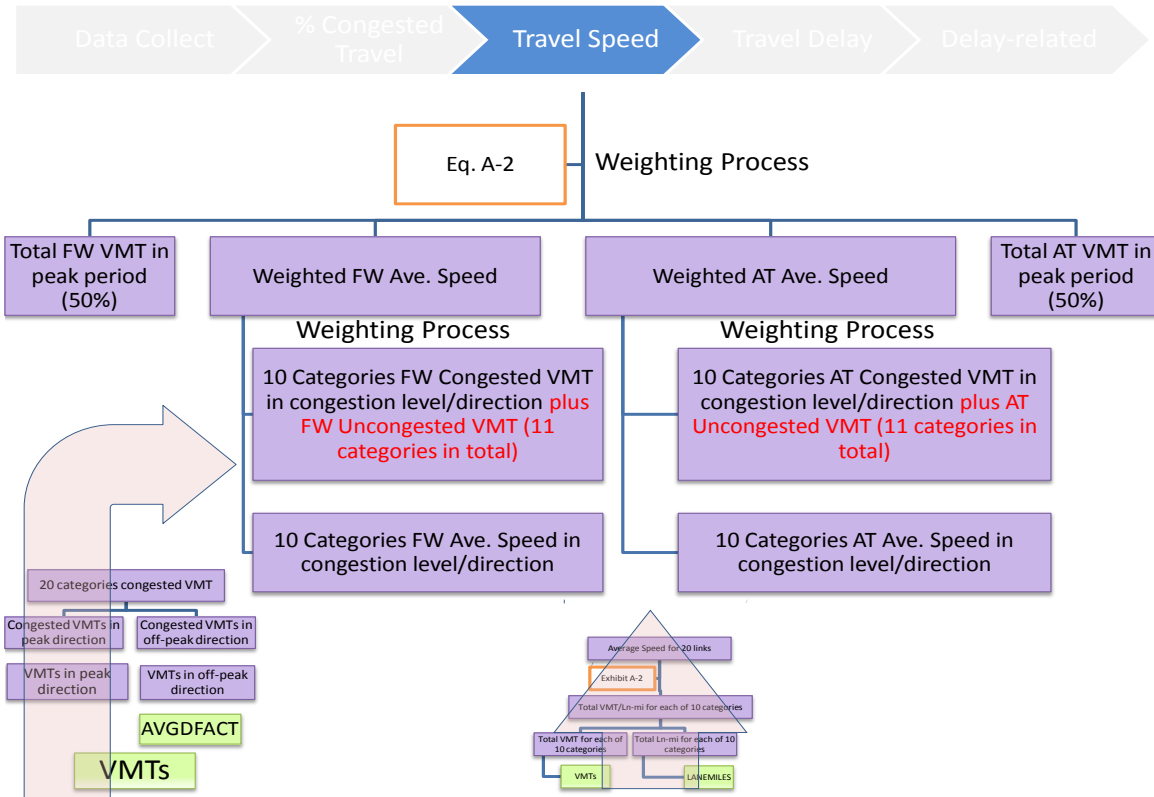 Data Collect
% Congested
Travel
Travel Speed
Travel Delay
Delay-related
Eq. A-2
Weighting Process
Total FW VMT in
peak period
(50%)
Weighted FW Ave. Speed
Weighted AT Ave. Speed
Total AT VMT in
peak period
(50%)
Weighting Process
Weighting Process
10 Categories FW Congested VMT
in congestion level/direction plus
FW Uncongested VMT (11
categories in total)
10 Categories AT Congested VMT in
congestion level/direction plus AT
Uncongested VMT (11 categories in
total)
10 Categories FW Ave. Speed in
congestion level/direction
10 Categories AT Ave. Speed in
congestion level/direction
20 categories congested VMT
Congested VMTs in
peak direction
Congested VMTs in
off-peak direction
VMTs in peak
direction
VMTs in off-peak
direction
AVGDFACT
VMTs
Average Speed for 20 links
Exhibit A-2
Total VMT/Ln-mi for each of 10 categories
Total VMT for each of
10 categories
Total Ln-mi for each of 10
categories
VMTs
LANEMILES